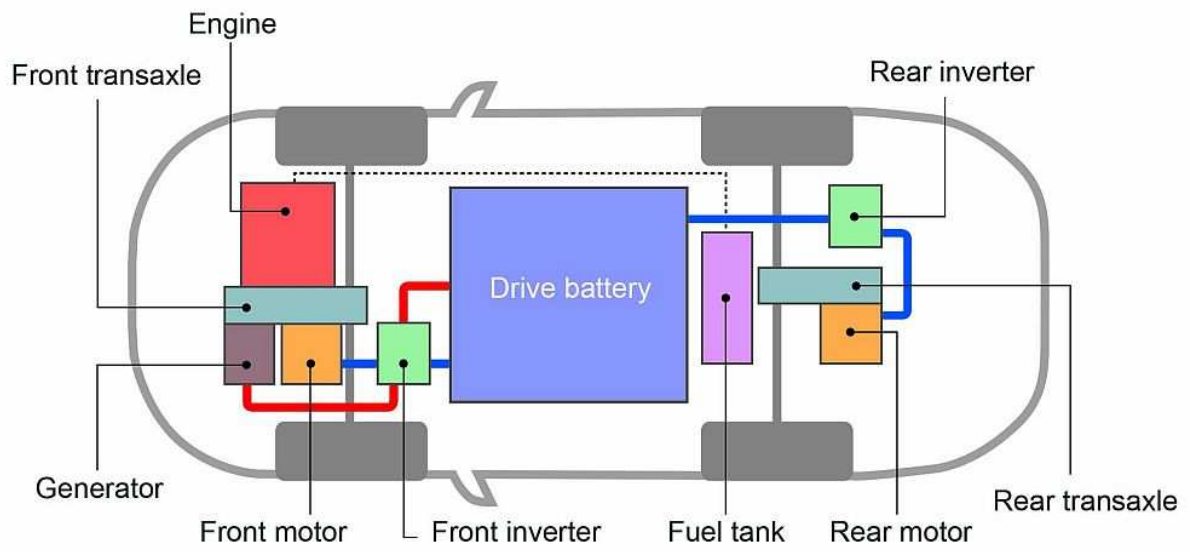 Engine
Front transaxle
Rear inverter
Drive battery
Generator
Front motor
Front inverter
Fuel tank
Rear motor
Rear transaxle